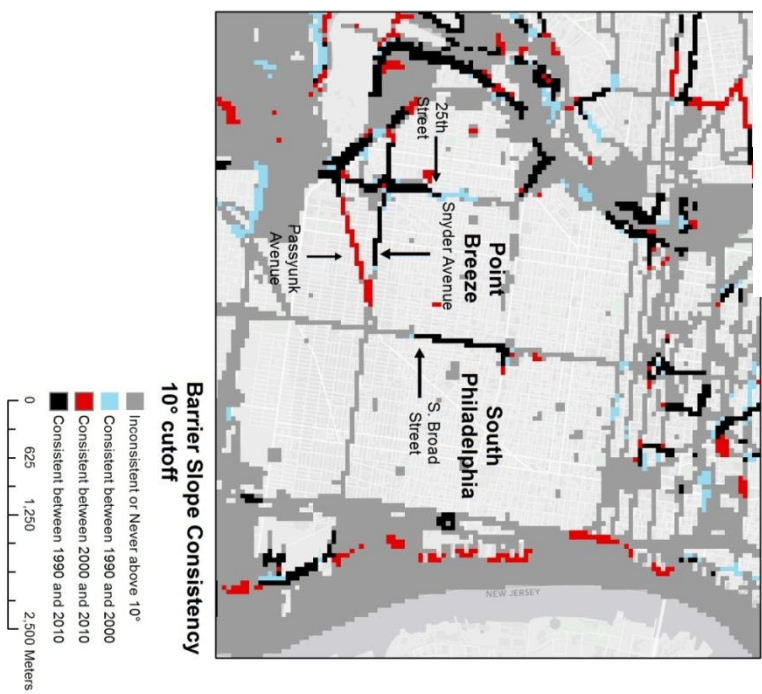 25th
Street
Snyder Avenue
Point
Breeze
Passyunk
Avenue
South
Philadelphia
S. Broad
Street
NEW JERSEY
Barrier Slope Consistency
10° cutoff
Inconsistent or Never above 10°
Consistent between 1990 and 2000
Consistent between 2000 and 2010
Consistent between 1990 and 2010
0 625 1,250 2,500 Meters